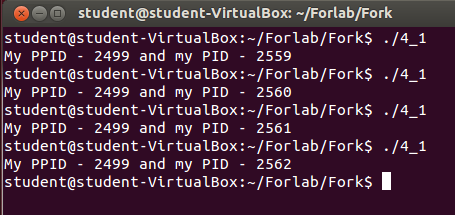 student@student-VirtualBox: ~/Forlab/Fork
student@student-VirtualBox:~/Forlab/Fork$ ./4_1
My PPID - 2499 and my PID - 2559
student@student-VirtualBox:~/Forlab/Fork$ ./4_1
My PPID - 2499 and my PID - 2560
student@student-VirtualBox:~/Forlab/Fork$ ./4_1
My PPID - 2499 and my PID - 2561
student@student-VirtualBox:~/Forlab/Fork$ ./4_1
My PPID - 2499 and my PID - 2562
student@student-VirtualBox:~/Forlab/Fork$